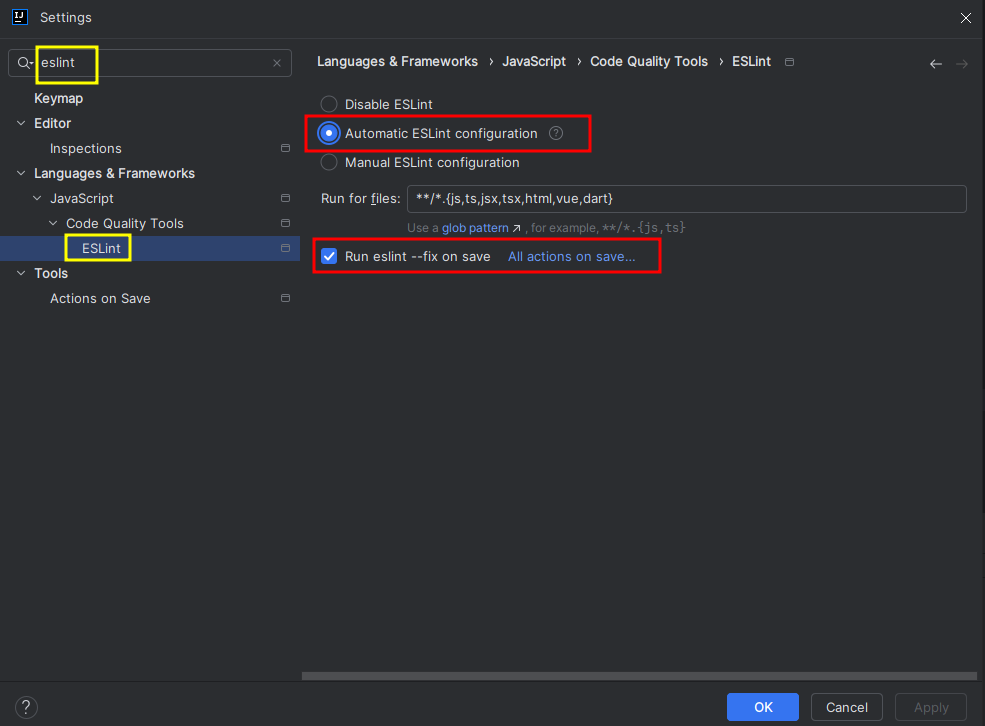 Settings
eslint
Keymap
Editor
Inspections
Languages & Frameworks
JavaScript
Code Quality Tools
ESLint
Tools
Actions on Save
Languages & Frameworks › JavaScript › Code Quality Tools › ESLint
Disable ESLint
Automatic ESLint configuration ?
Manual ESLint configuration
Run for files: **/*.{js,ts,jsx,tsx,html,vue,dart}
Use a glob pattern ↗ , for example, **/*.{js,ts}
Run eslint --fix on save All actions on save...
? OK Cancel Apply